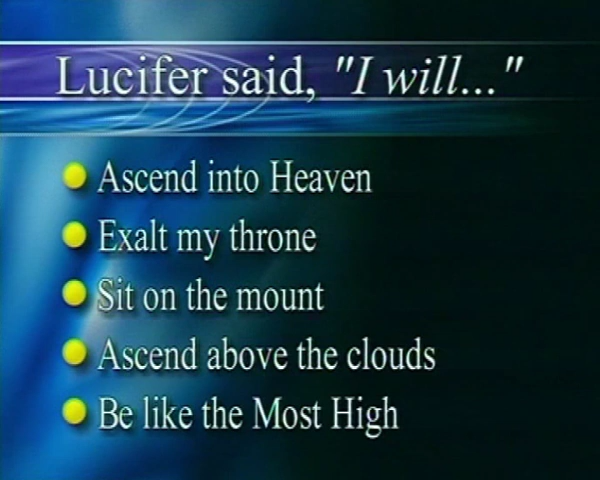 Lucifer said, "I will..."
Ascend into Heaven
Exalt my throne
Sit on the mount
Ascend above the clouds
Be like the Most High